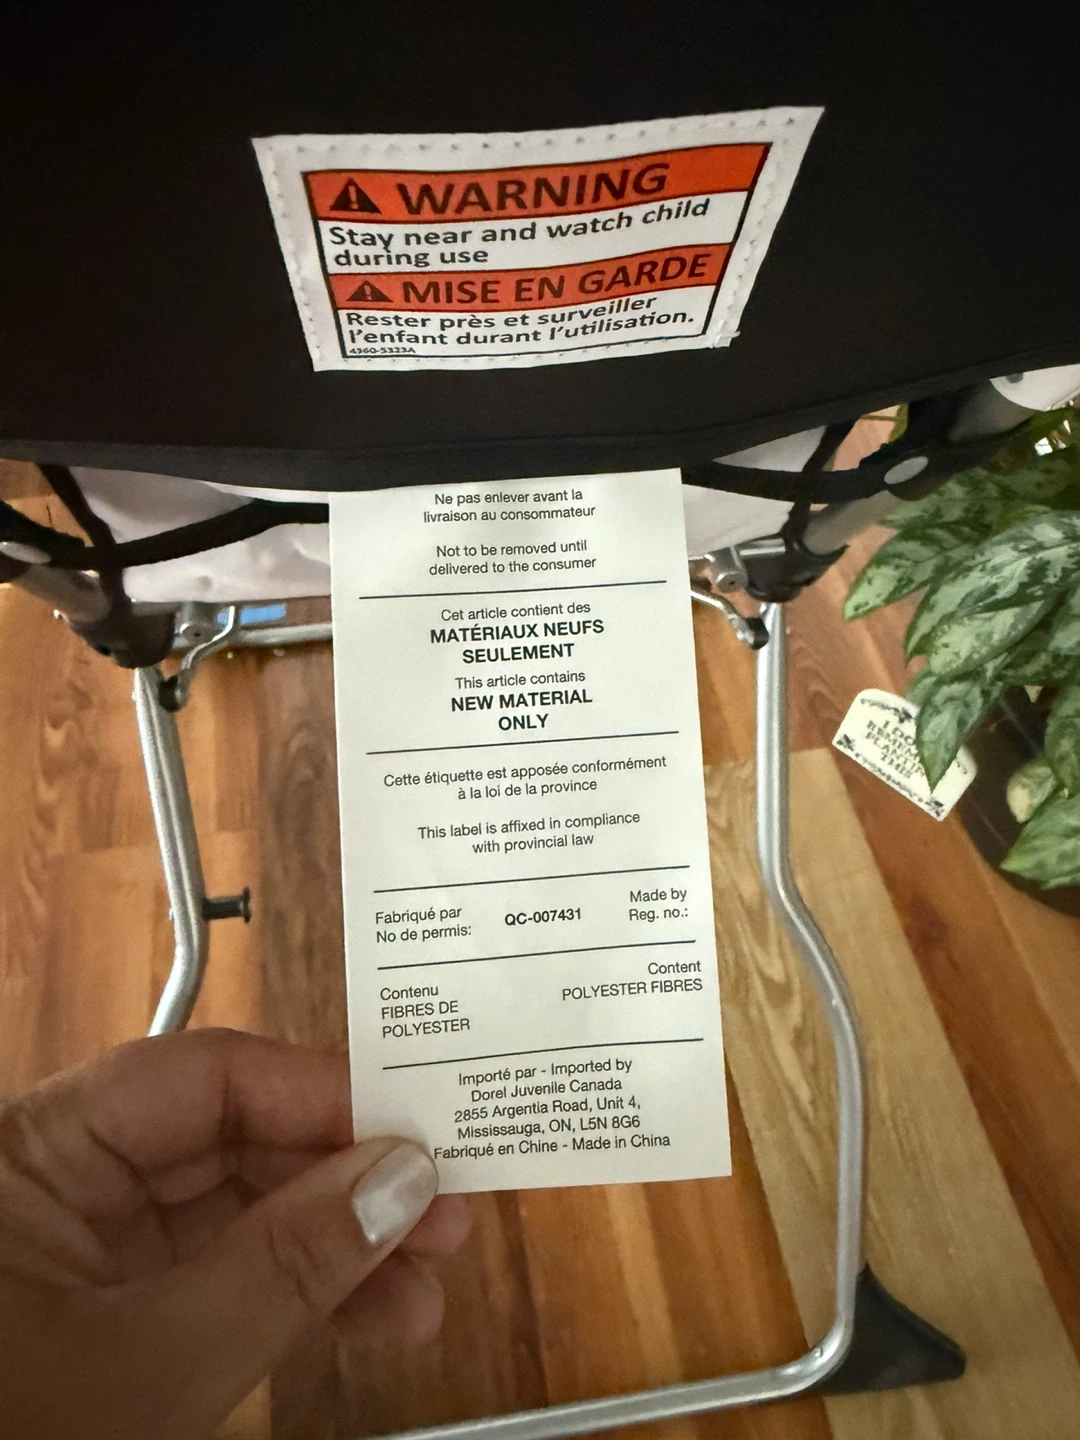 WARNING
Stay near and watch child
during use
MISE EN GARDE
Rester près et surveiller
l'enfant durant l'utilisation.
4360-5323A
Ne pas enlever avant la
livraison au consommateur
Not to be removed until
delivered to the consumer
Cet article contient des
MATÉRIAUX NEUFS
SEULEMENT
This article contains
NEW MATERIAL
ONLY
Cette étiquette est apposée conformément
à la loi de la province
This label is affixed in compliance
with provincial law
Fabriqué par
No de permis:
QC-007431
Made by
Reg. no.:
Contenu
FIBRES DE
POLYESTER
Content
POLYESTER FIBRES
Importé par - Imported by
Dorel Juvenile Canada
2855 Argentia Road, Unit 4,
Mississauga, ON, L5N 8G6
Fabriqué en Chine - Made in China